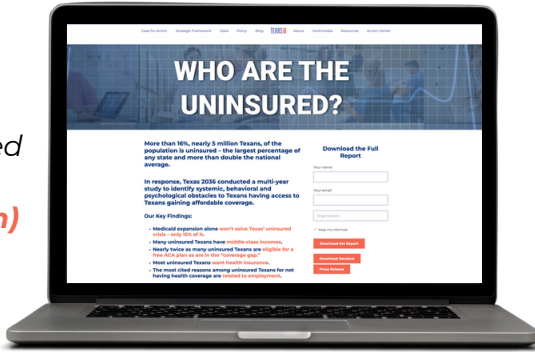 Case for Action Strategic Framework Data Policy Blog TEXAS 2036 About Multimedia Resources Action Center
WHO ARE THE
UNINSURED?
ed
n)
More than 16%, nearly 5 million Texans, of the
population is uninsured – the largest percentage of
any state and more than double the national
average.
In response, Texas 2036 conducted a multi-year
study to identify systemic, behavioral and
psychological obstacles to Texans having access to
Texans gaining affordable coverage.
Our Key Findings:
• Medicaid expansion alone won't solve Texas' uninsured
crisis – only 15% of it.
• Many uninsured Texans have middle-class incomes.
• Nearly twice as many uninsured Texans are eligible for a
free ACA plan as are in the "coverage gap."
• Most uninsured Texans want health insurance.
• The most cited reasons among uninsured Texans for not
having health coverage are related to employment.
Download the Full
Report
Your name
Your email
Organization
Keep me informed
Download the Report
Download Handout
Press Release